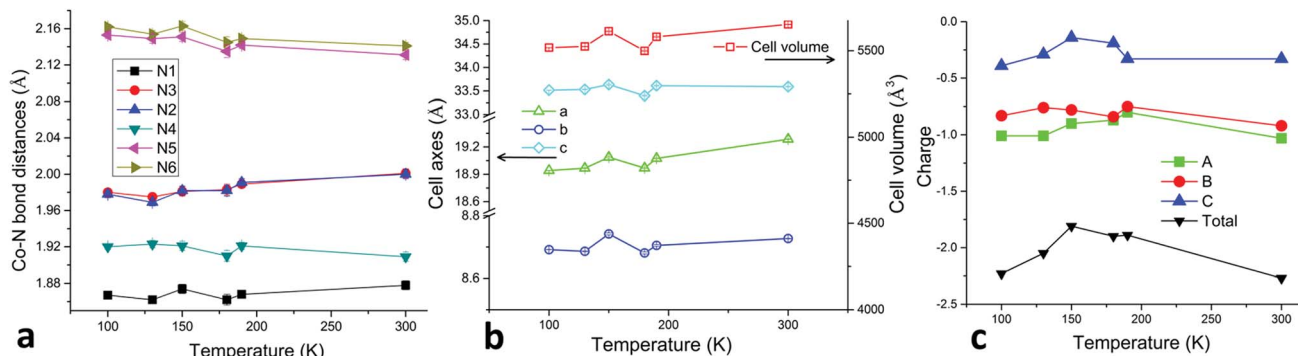 2.16
2.12
2.08
2.04
2.00
1.96
1.92
1.88
Co-N bond distances (Å)
N1
N3
N2
N4
N5
N6
100
150
200
250
300
Temperature (K)
a
35.0
34.5
34.0
33.5
33.0
19.2
18.9
18.6
8.8
8.6
Cell axes (Å)
Cell volume
a
b
c
5500
5000
4500
4000
Cell volume (Å³)
100
150
200
250
300
Temperature (K)
b
0.0
-0.5
-1.0
-1.5
-2.0
-2.5
Charge
A
B
C
Total
100
150
200
250
300
Temperature (K)
c